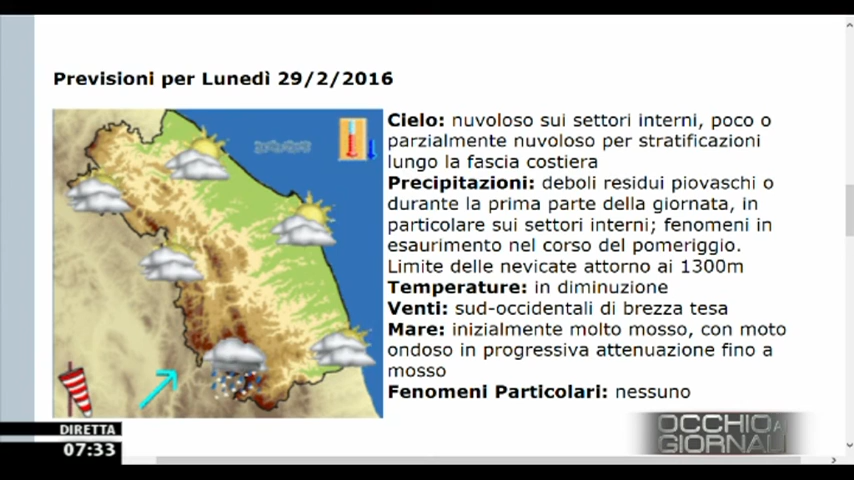 Previsioni per Lunedì 29/2/2016
Cielo: nuvoloso sui settori interni, poco o
parzialmente nuvoloso per stratificazioni
lungo la fascia costiera
Precipitazioni: deboli residui piovaschi o
durante la prima parte della giornata, in
particolare sui settori interni; fenomeni in
esaurimento nel corso del pomeriggio.
Limite delle nevicate attorno ai 1300m
Temperature: in diminuzione
Venti: sud-occidentali di brezza tesa
Mare: inizialmente molto mosso, con moto
ondoso in progressiva attenuazione fino a
mosso
Fenomeni Particolari: nessuno
DIRETTA
07:33
OCCHIO AI
GIORNALI